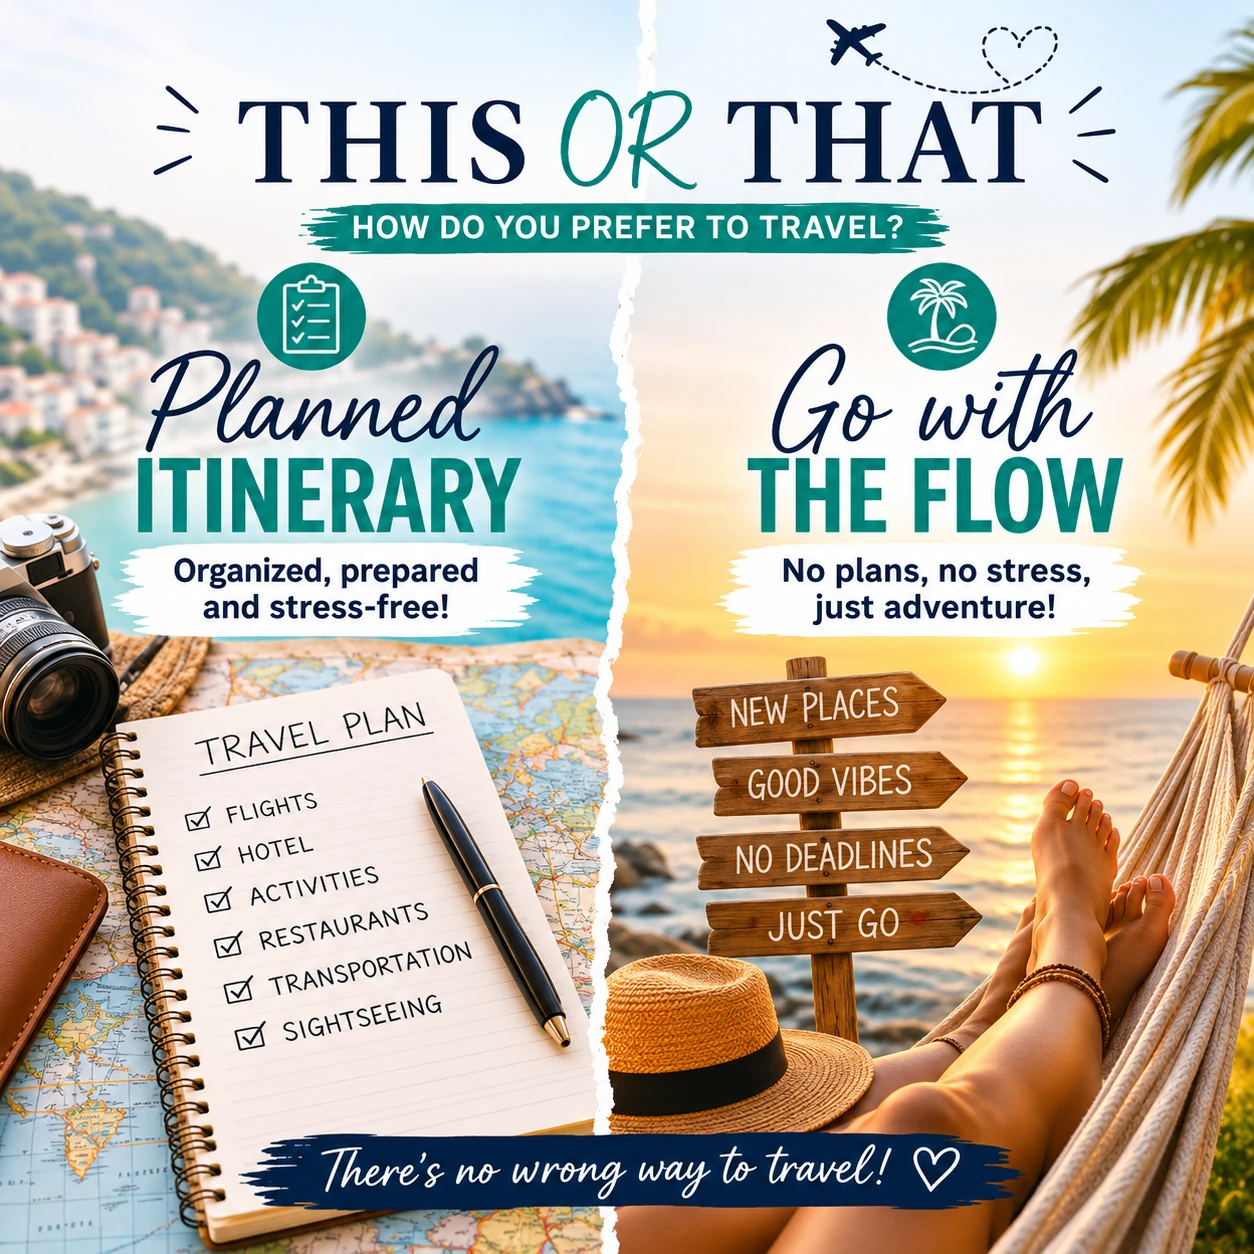 THIS OR THAT
HOW DO YOU PREFER TO TRAVEL?
Planned
ITINERARY
Organized, prepared
and stress-free!
TRAVEL PLAN
FLIGHTS
HOTEL
ACTIVITIES
RESTAURANTS
TRANSPORTATION
SIGHTSEEING
Go with
THE FLOW
No plans, no stress,
just adventure!
NEW PLACES
GOOD VIBES
NO DEADLINES
JUST GO
There's no wrong way to travel!